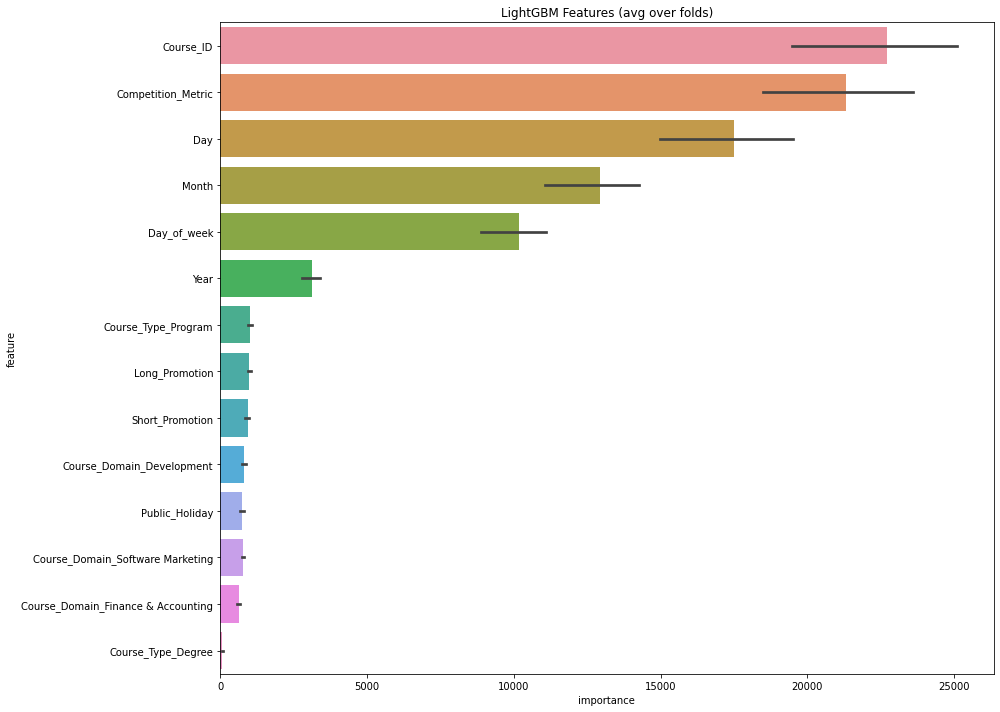 LightGBM Features (avg over folds)
Course_ID
Competition_Metric
Day
Month
Day_of_week
Year
Course_Type_Program
Long_Promotion
Short_Promotion
Course_Domain_Development
Public_Holiday
Course_Domain_Software Marketing
Course_Domain_Finance & Accounting
Course_Type_Degree
feature
0 5000 10000 15000 20000 25000
importance